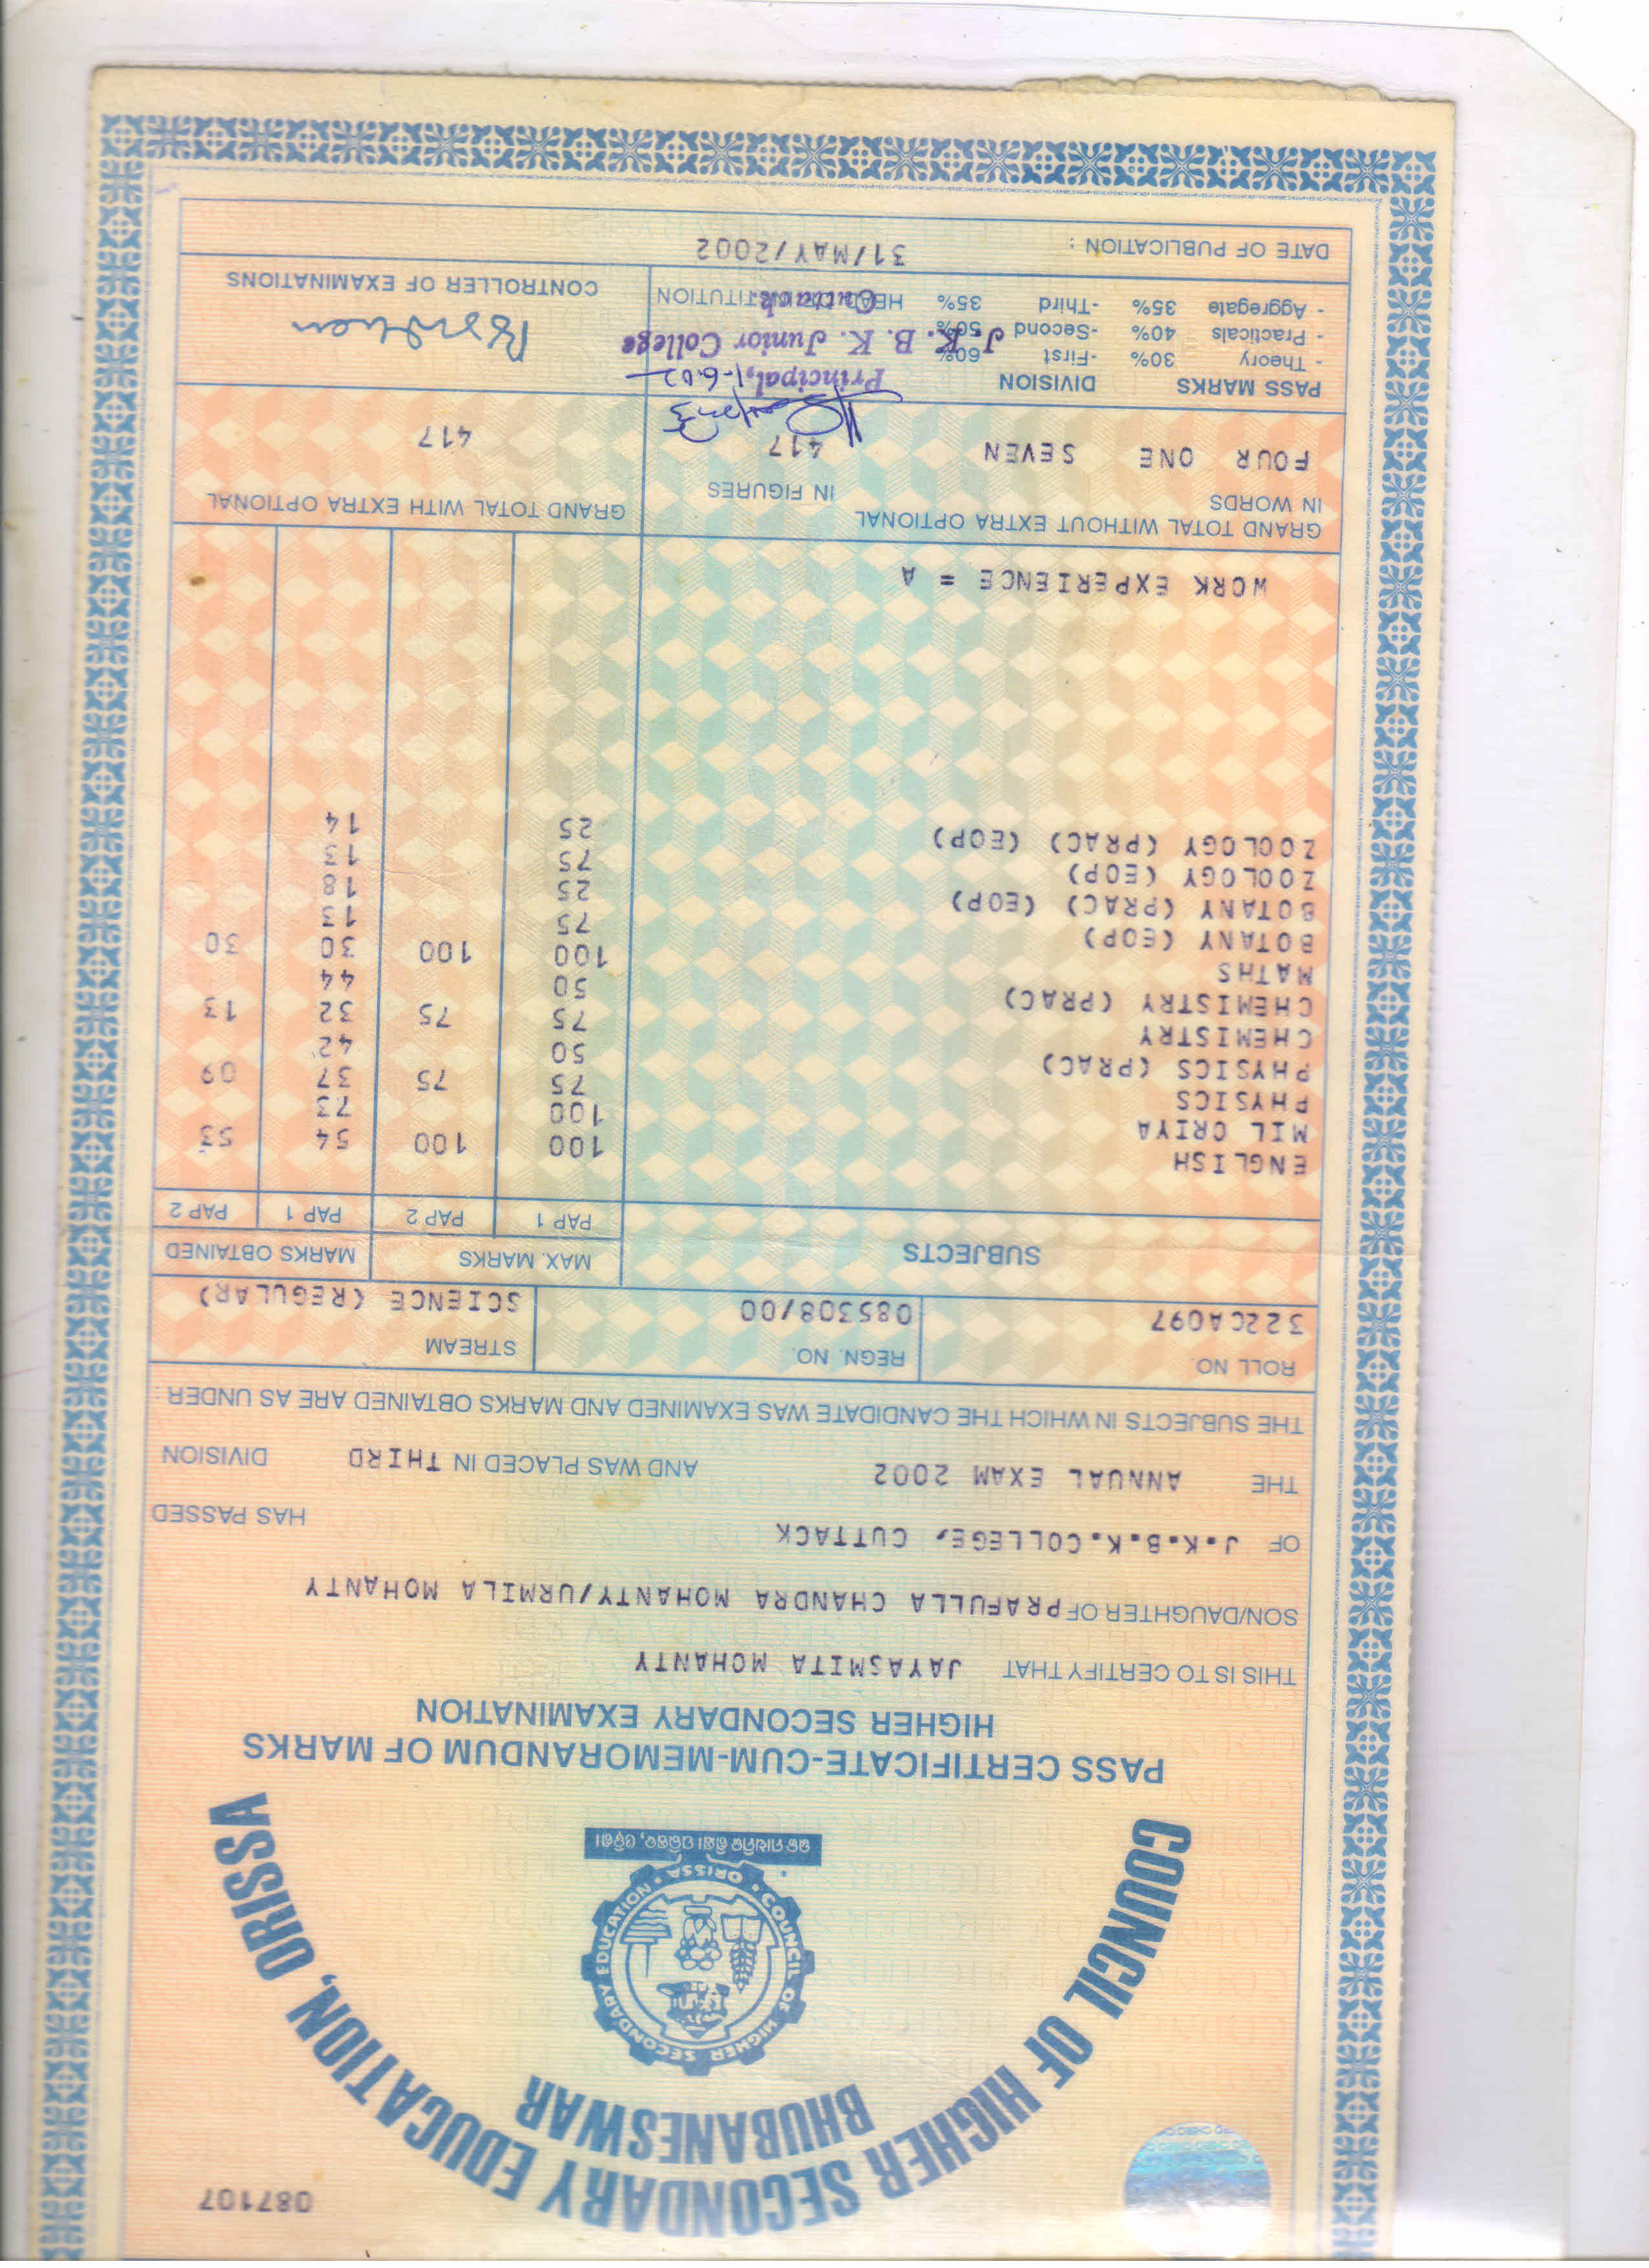 087107
COUNCIL OF HIGHER SECONDARY EDUCATION, ORISSA
BHUBANESWAR
COUNCIL OF HIGHER SECONDARY EDUCATION • ORISSA •
PASS CERTIFICATE-CUM-MEMORANDUM OF MARKS
HIGHER SECONDARY EXAMINATION
THIS IS TO CERTIFY THAT JAYASMITA MOHANTY
SON/DAUGHTER OF PRAFULLA CHANDRA MOHANTY/URMILA MOHANTY
OF J.K.B.K.COLLEGE, CUTTACK HAS PASSED
THE ANNUAL EXAM 2002 AND WAS PLACED IN THIRD DIVISION
THE SUBJECTS IN WHICH THE CANDIDATE WAS EXAMINED AND MARKS OBTAINED ARE AS UNDER :
ROLL NO. REGN. NO. STREAM
322CA097 085308/00 SCIENCE (REGULAR)
SUBJECTS MAX. MARKS MARKS OBTAINED
PAP 1 PAP 2 PAP 1 PAP 2
ENGLISH 100 100 54 53
MIL ORIYA 100 73
PHYSICS 75 75 37 09
PHYSICS (PRAC) 50 42
CHEMISTRY 75 75 32 13
CHEMISTRY (PRAC) 50 44
MATHS 100 100 30 30
BOTANY (EOP) 75 13
BOTANY (PRAC) (EOP) 25 18
ZOOLOGY (EOP) 75 13
ZOOLOGY (PRAC) (EOP) 25 14
WORK EXPERIENCE = A
GRAND TOTAL WITHOUT EXTRA OPTIONAL GRAND TOTAL WITH EXTRA OPTIONAL
IN WORDS IN FIGURES
FOUR ONE SEVEN 417 417
PASS MARKS DIVISION Principal, 1-6.02
- Theory 30% -First 60%
- Practicals 40% -Second 50% J.K. B. K. Junior College
- Aggregate 35% -Third 35% HEAD INSTITUTION Cuttack CONTROLLER OF EXAMINATIONS
DATE OF PUBLICATION : 31/MAY/2002